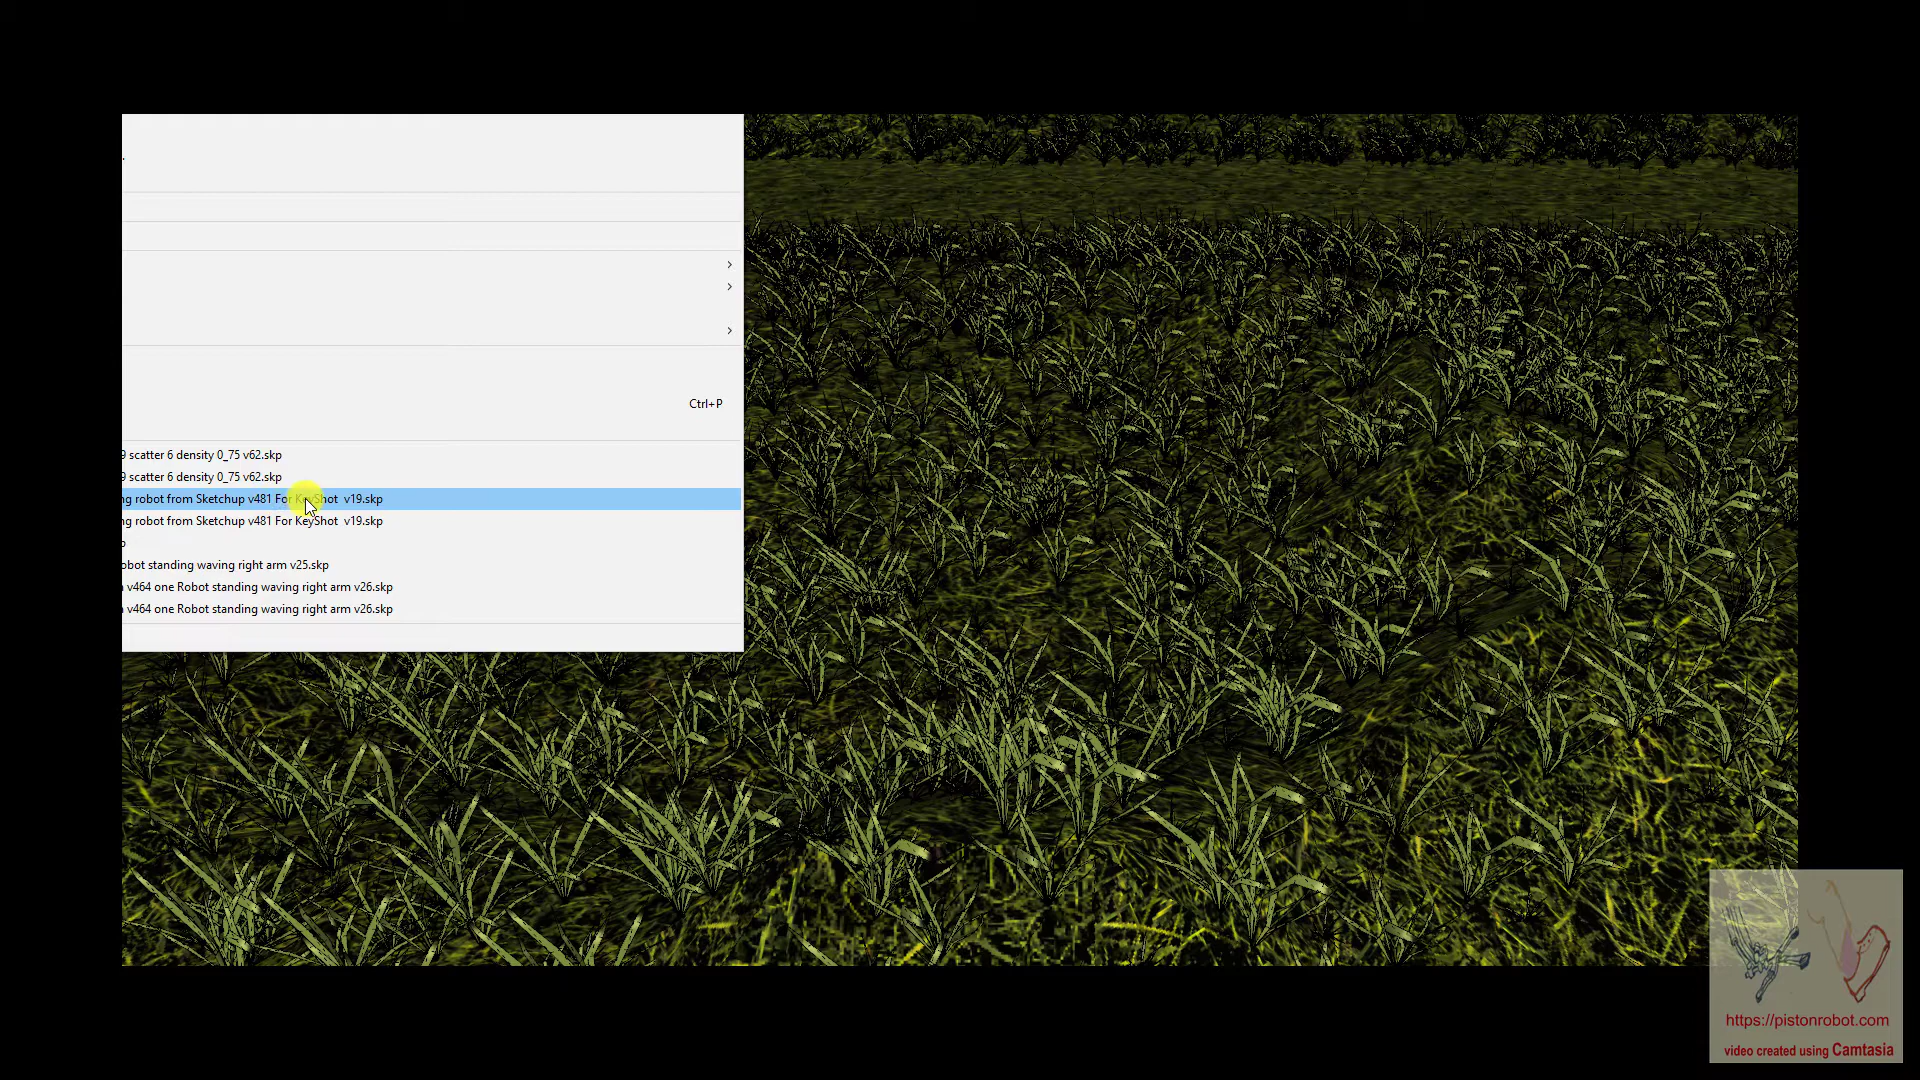 Ctrl+P
9 scatter 6 density 0_75 v62.skp
9 scatter 6 density 0_75 v62.skp
ng robot from Sketchup v481 For KeyShot  v19.skp
ng robot from Sketchup v481 For KeyShot  v19.skp
obot standing waving right arm v25.skp
v464 one Robot standing waving right arm v26.skp
v464 one Robot standing waving right arm v26.skp
https://pistonrobot.com
video created using Camtasia